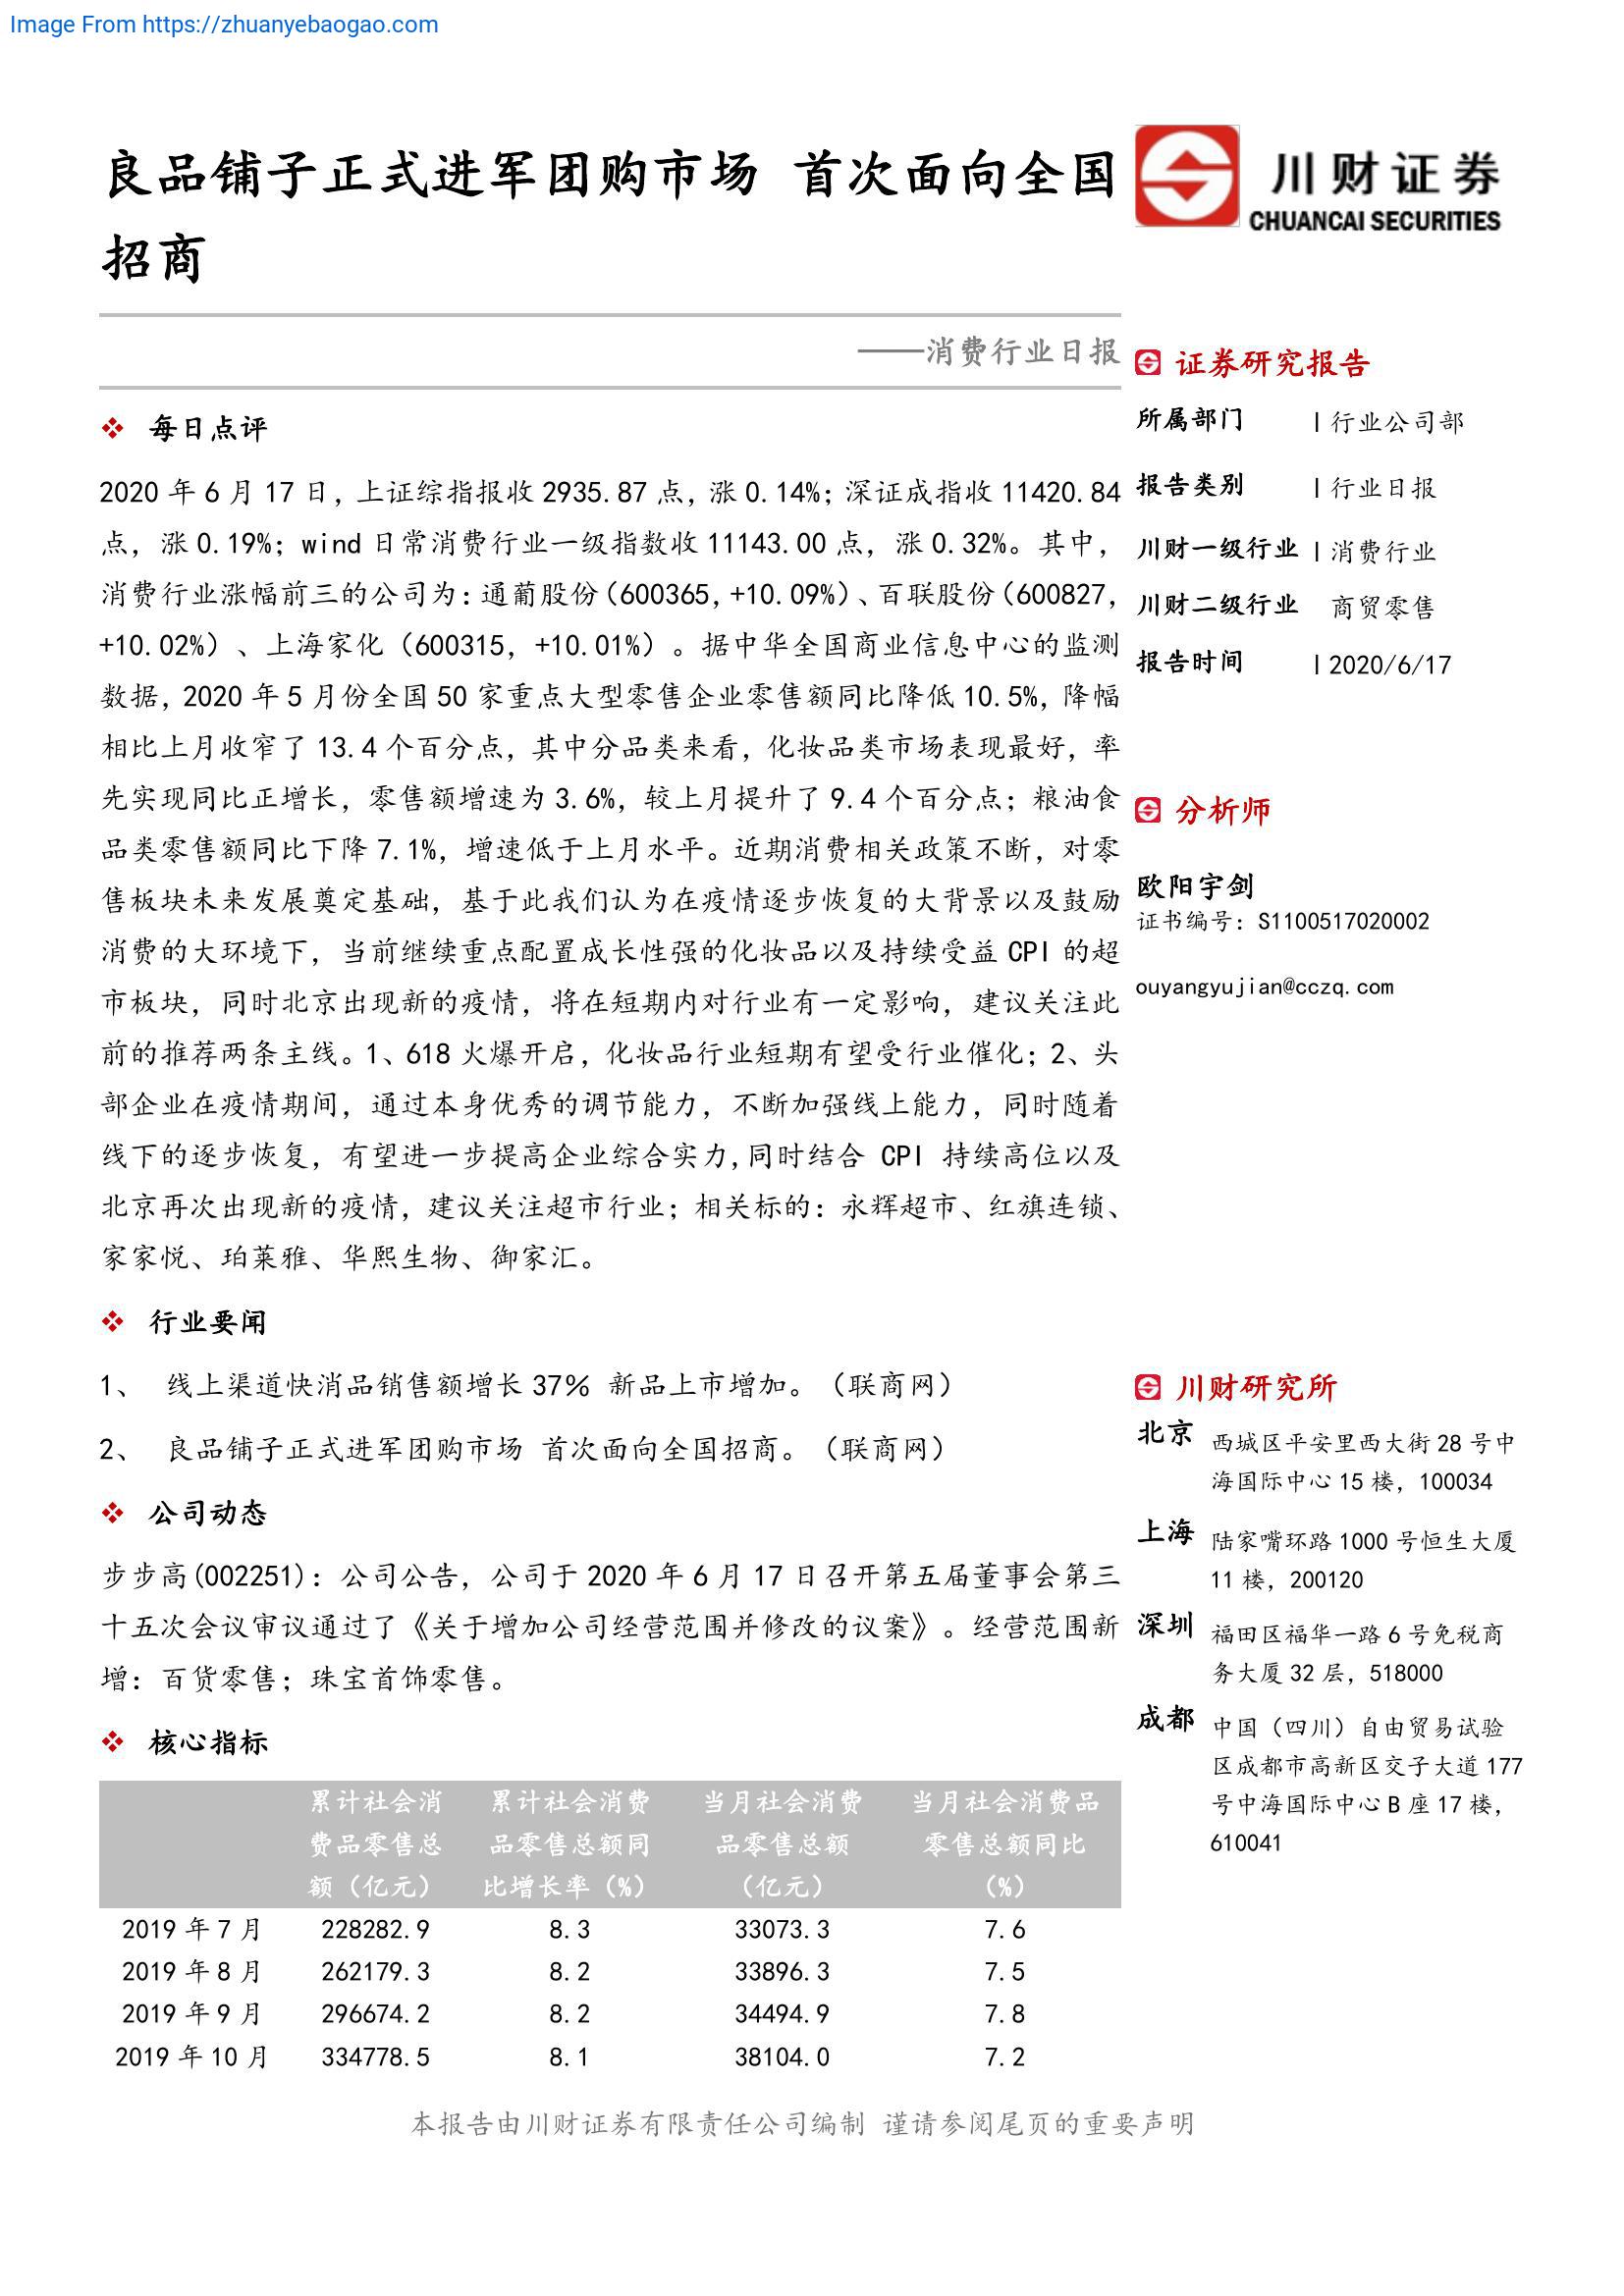 Image From https://zhuanyebaogao.com
良品铺子正式进军团购市场 首次面向全国
招商
川财证券
CHUANCAI SECURITIES
——消费行业日报
❖ 每日点评
2020 年 6 月 17 日，上证综指报收 2935.87 点，涨 0.14%；深证成指收 11420.84
点，涨 0.19%；wind 日常消费行业一级指数收 11143.00 点，涨 0.32%。其中，
消费行业涨幅前三的公司为：通葡股份（600365，+10.09%）、百联股份（600827，
+10.02%）、上海家化（600315，+10.01%）。据中华全国商业信息中心的监测
数据，2020 年 5 月份全国 50 家重点大型零售企业零售额同比降低 10.5%，降幅
相比上月收窄了 13.4 个百分点，其中分品类来看，化妆品类市场表现最好，率
先实现同比正增长，零售额增速为 3.6%，较上月提升了 9.4 个百分点；粮油食
品类零售额同比下降 7.1%，增速低于上月水平。近期消费相关政策不断，对零
售板块未来发展奠定基础，基于此我们认为在疫情逐步恢复的大背景以及鼓励
消费的大环境下，当前继续重点配置成长性强的化妆品以及持续受益 CPI 的超
市板块，同时北京出现新的疫情，将在短期内对行业有一定影响，建议关注此
前的推荐两条主线。1、618 火爆开启，化妆品行业短期有望受行业催化；2、头
部企业在疫情期间，通过本身优秀的调节能力，不断加强线上能力，同时随着
线下的逐步恢复，有望进一步提高企业综合实力,同时结合 CPI 持续高位以及
北京再次出现新的疫情，建议关注超市行业；相关标的：永辉超市、红旗连锁、
家家悦、珀莱雅、华熙生物、御家汇。
❖ 行业要闻
1、 线上渠道快消品销售额增长 37％ 新品上市增加。（联商网）
2、 良品铺子正式进军团购市场 首次面向全国招商。（联商网）
❖ 公司动态
步步高(002251)：公司公告，公司于 2020 年 6 月 17 日召开第五届董事会第三
十五次会议审议通过了《关于增加公司经营范围并修改的议案》。经营范围新
增：百货零售；珠宝首饰零售。
❖ 核心指标
累计社会消 累计社会消费 当月社会消费 当月社会消费品
费品零售总 品零售总额同 品零售总额 零售总额同比
额（亿元） 比增长率（%） （亿元） （%）
2019 年 7 月 228282.9 8.3 33073.3 7.6
2019 年 8 月 262179.3 8.2 33896.3 7.5
2019 年 9 月 296674.2 8.2 34494.9 7.8
2019 年 10 月 334778.5 8.1 38104.0 7.2
证券研究报告
所属部门 | 行业公司部
报告类别 | 行业日报
川财一级行业 | 消费行业
川财二级行业 商贸零售
报告时间 | 2020/6/17
分析师
欧阳宇剑
证书编号：S1100517020002
ouyangyujian@cczq.com
川财研究所
北京 西城区平安里西大街 28 号中
海国际中心 15 楼，100034
上海 陆家嘴环路 1000 号恒生大厦
11 楼，200120
深圳 福田区福华一路 6 号免税商
务大厦 32 层，518000
成都 中国（四川）自由贸易试验
区成都市高新区交子大道 177
号中海国际中心 B 座 17 楼，
610041
本报告由川财证券有限责任公司编制 谨请参阅尾页的重要声明